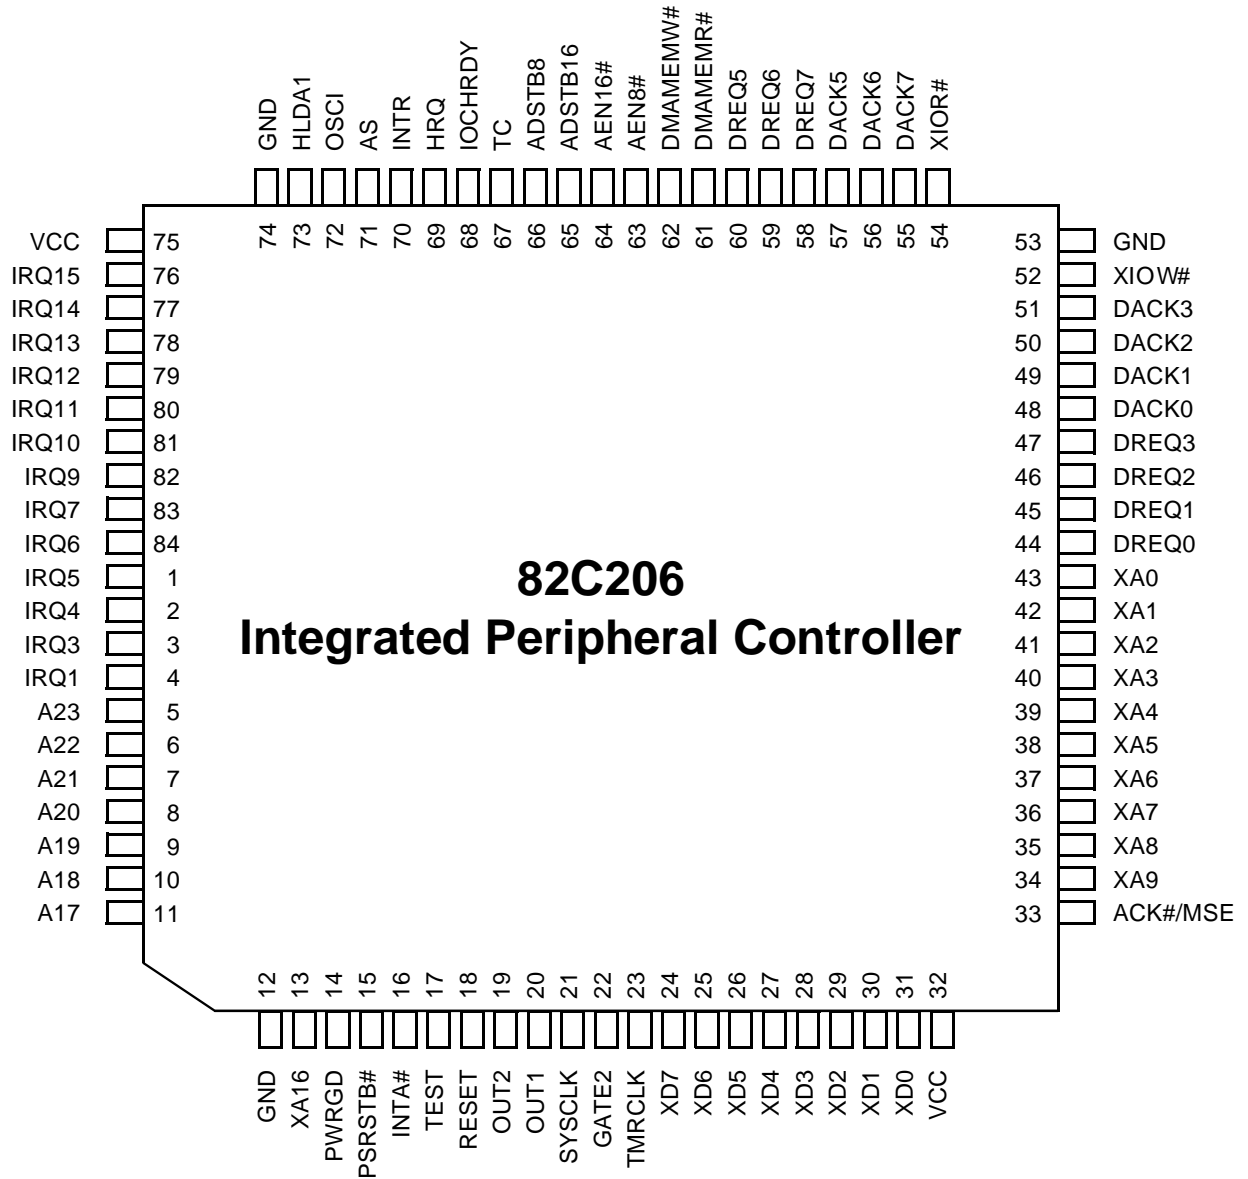 GND HLDA1 OSCI AS INTR HRQ IOCHRDY TC ADSTB8 ADSTB16 AEN16# AEN8# DMAMEMW# DMAMEMR# DREQ5 DREQ6 DREQ7 DACK5 DACK6 DACK7 XIOR#
74 73 72 71 70 69 68 67 66 65 64 63 62 61 60 59 58 57 56 55 54
VCC 75 53 GND
IRQ15 76 52 XIOW#
IRQ14 77 51 DACK3
IRQ13 78 50 DACK2
IRQ12 79 49 DACK1
IRQ11 80 48 DACK0
IRQ10 81 47 DREQ3
IRQ9 82 46 DREQ2
IRQ7 83 45 DREQ1
IRQ6 84 44 DREQ0
82C206
IRQ5 1 43 XA0
IRQ4 2 42 XA1
Integrated Peripheral Controller
IRQ3 3 41 XA2
IRQ1 4 40 XA3
A23 5 39 XA4
A22 6 38 XA5
A21 7 37 XA6
A20 8 36 XA7
A19 9 35 XA8
A18 10 34 XA9
A17 11 33 ACK#/MSE
12 13 14 15 16 17 18 19 20 21 22 23 24 25 26 27 28 29 30 31 32
GND XA16 PWRGD PSRSTB# INTA# TEST RESET OUT2 OUT1 SYSCLK GATE2 TMRCLK XD7 XD6 XD5 XD4 XD3 XD2 XD1 XD0 VCC